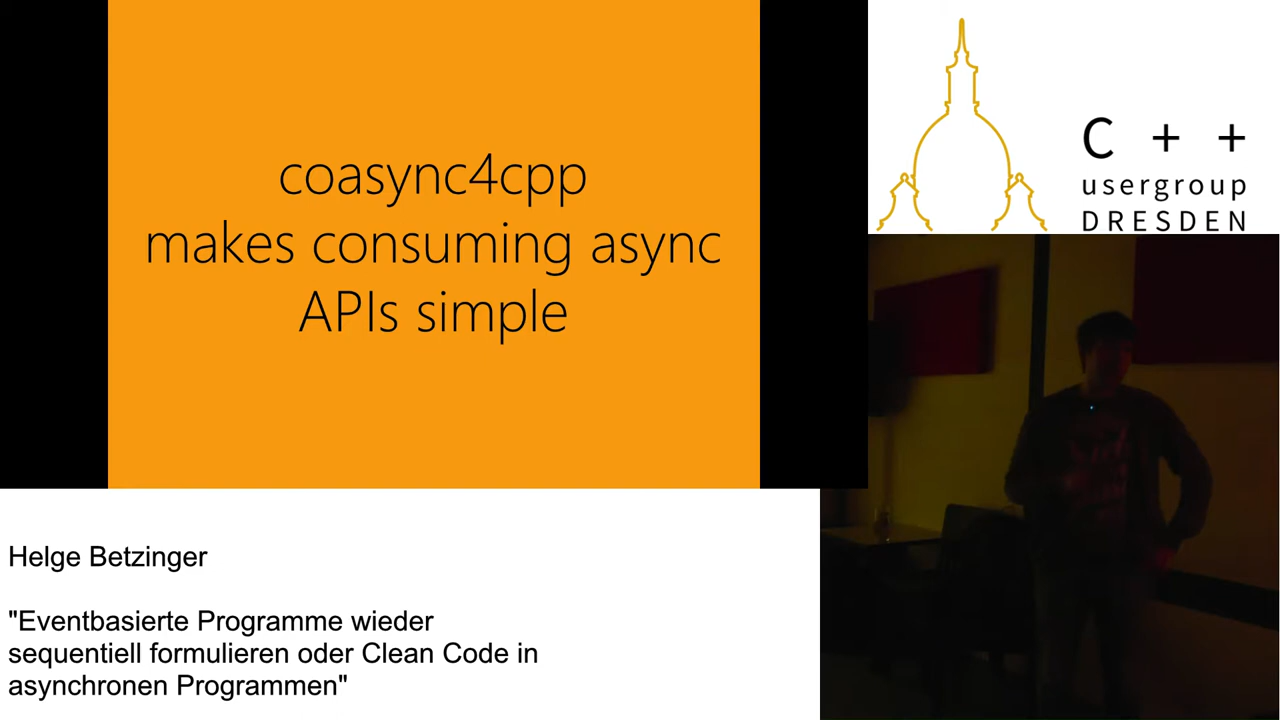 coasync4cpp
makes consuming async
APIs simple
C + +
usergroup
DRESDEN
Helge Betzinger
"Eventbasierte Programme wieder
sequentiell formulieren oder Clean Code in
asynchronen Programmen"